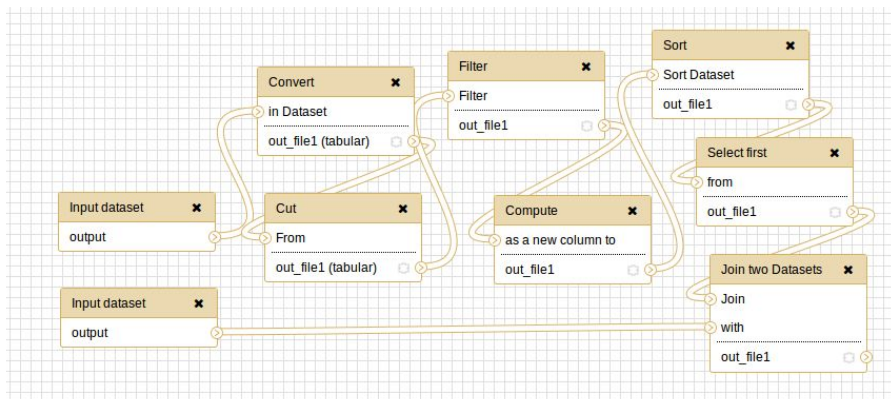 Input dataset
output
Input dataset
output
Convert
in Dataset
out_file1 (tabular)
Cut
From
out_file1 (tabular)
Filter
Filter
out_file1
Compute
as a new column to
out_file1
Sort
Sort Dataset
out_file1
Select first
from
out_file1
Join two Datasets
Join
with
out_file1